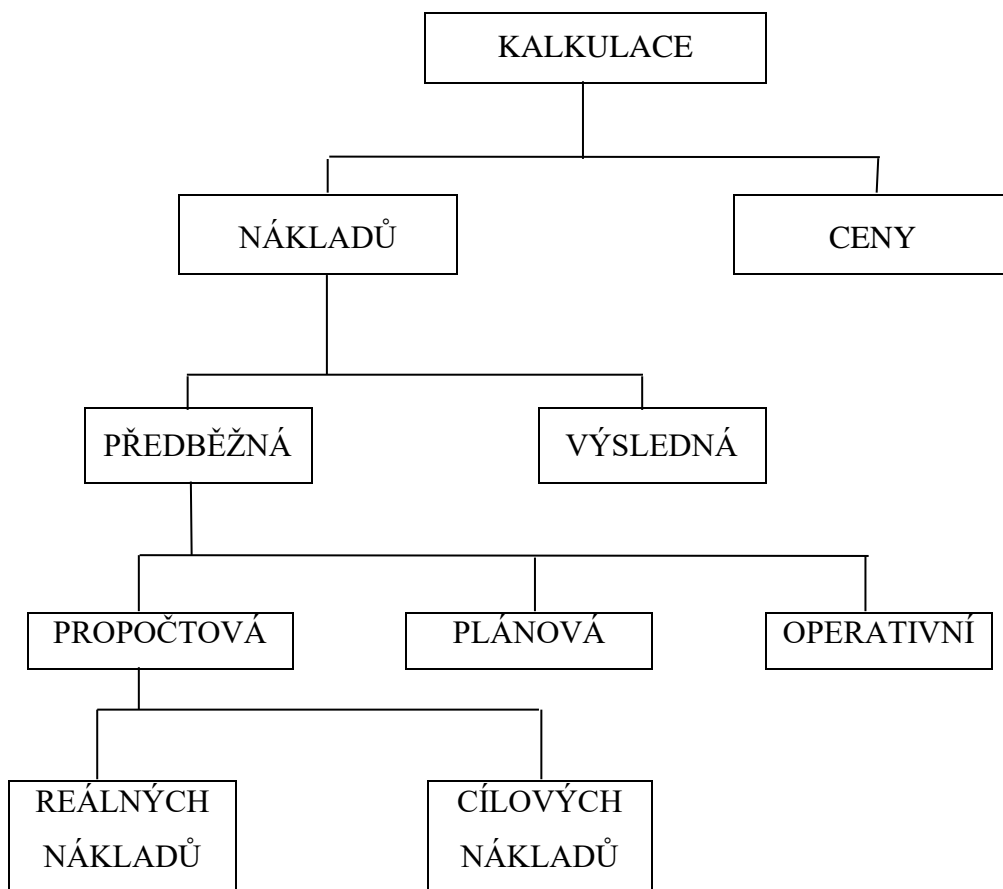 KALKULACE
NÁKLADŮ
CENY
PŘEDBĚŽNÁ
VÝSLEDNÁ
PROPOČTOVÁ
PLÁNOVÁ
OPERATIVNÍ
REÁLNÝCH
NÁKLADŮ
CÍLOVÝCH
NÁKLADŮ